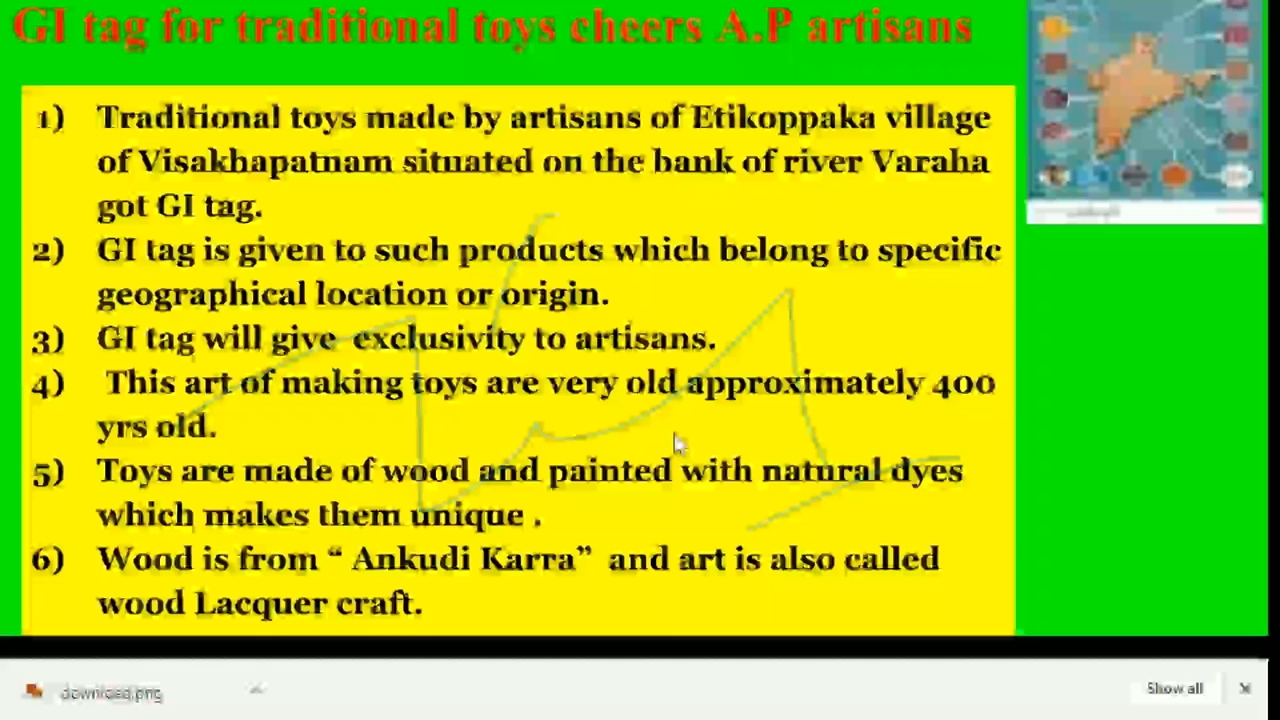 GI tag for traditional toys cheers A.P artisans
1) Traditional toys made by artisans of Etikoppaka village
of Visakhapatnam situated on the bank of river Varaha
got GI tag.
2) GI tag is given to such products which belong to specific
geographical location or origin.
3) GI tag will give exclusivity to artisans.
4) This art of making toys are very old approximately 400
yrs old.
5) Toys are made of wood and painted with natural dyes
which makes them unique .
6) Wood is from “ Ankudi Karra” and art is also called
wood Lacquer craft.
download.png
Show all